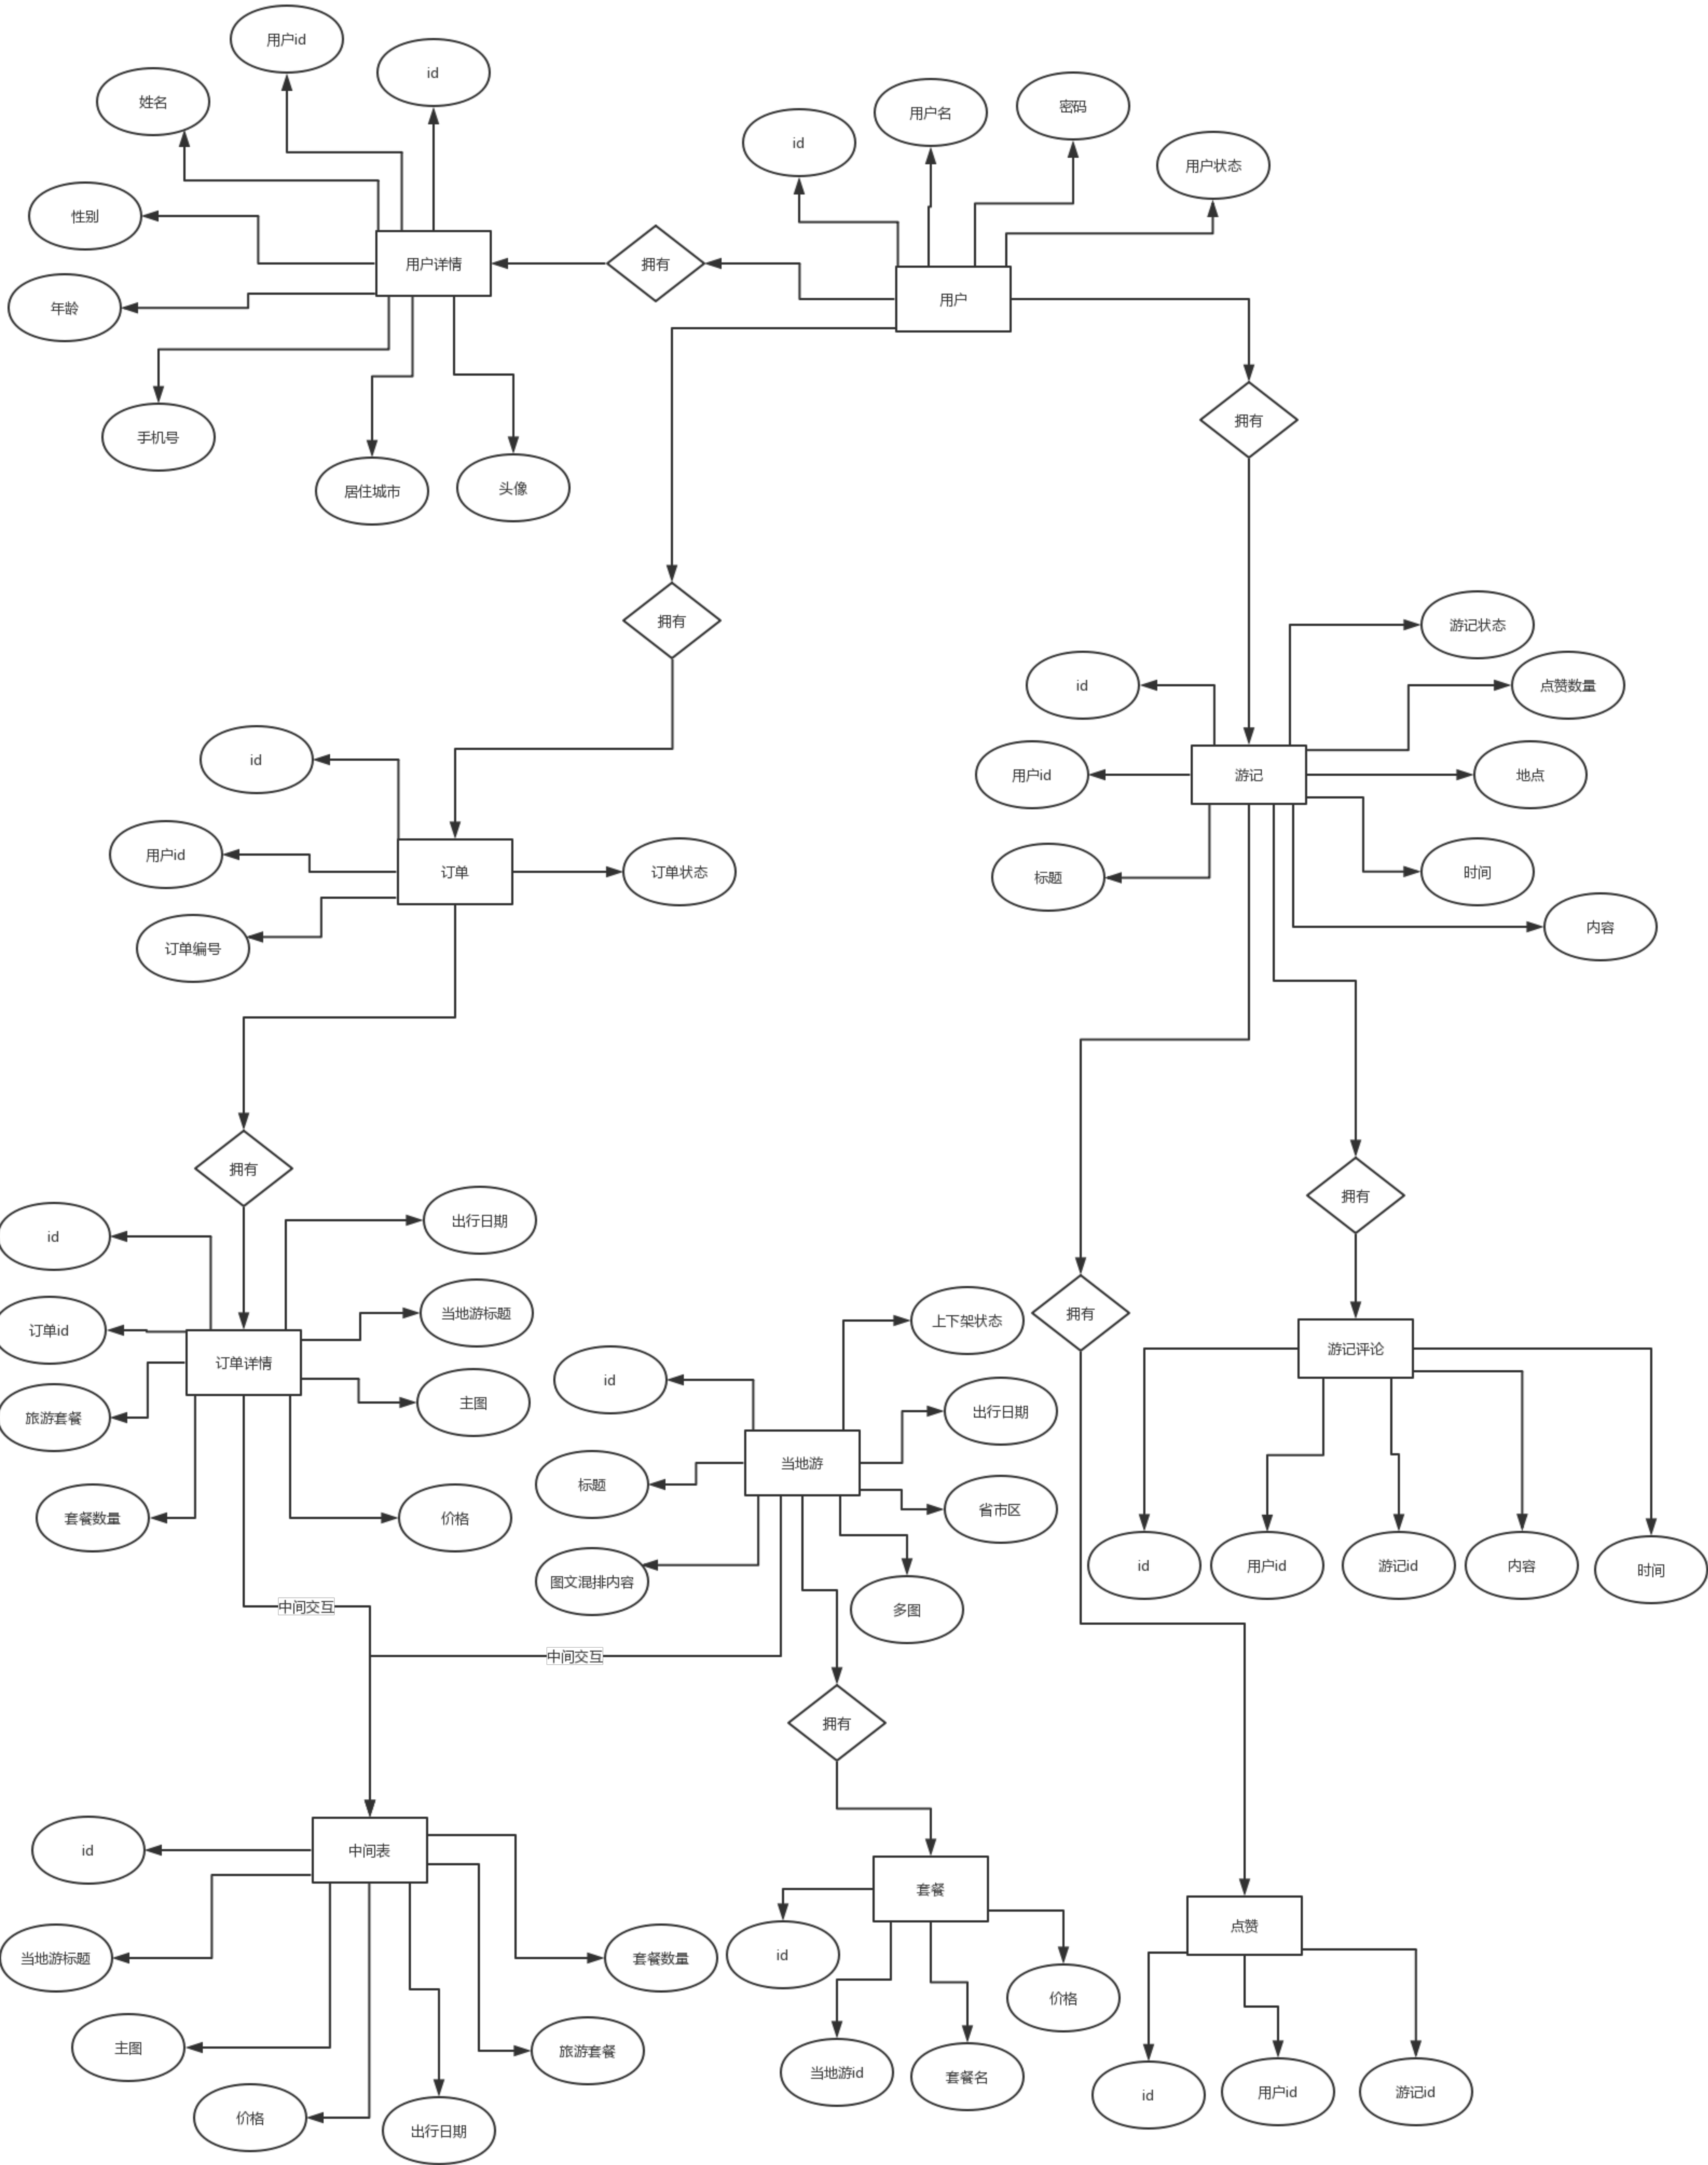 用户id
id
姓名
性别
用户详情
年龄
手机号
居住城市
头像
拥有
id
用户名
密码
用户状态
用户
拥有
拥有
id
用户id
订单
订单状态
订单编号
游记状态
id
点赞数量
用户id
游记
地点
标题
时间
内容
拥有
id
出行日期
订单id
当地游标题
订单详情
旅游套餐
主图
套餐数量
价格
中间交互
中间交互
上下架状态
id
出行日期
当地游
标题
省市区
图文混排内容
多图
拥有
拥有
拥有
游记评论
id
用户id
游记id
内容
时间
id
中间表
当地游标题
套餐数量
主图
旅游套餐
价格
出行日期
套餐
id
价格
当地游id
套餐名
点赞
id
用户id
游记id